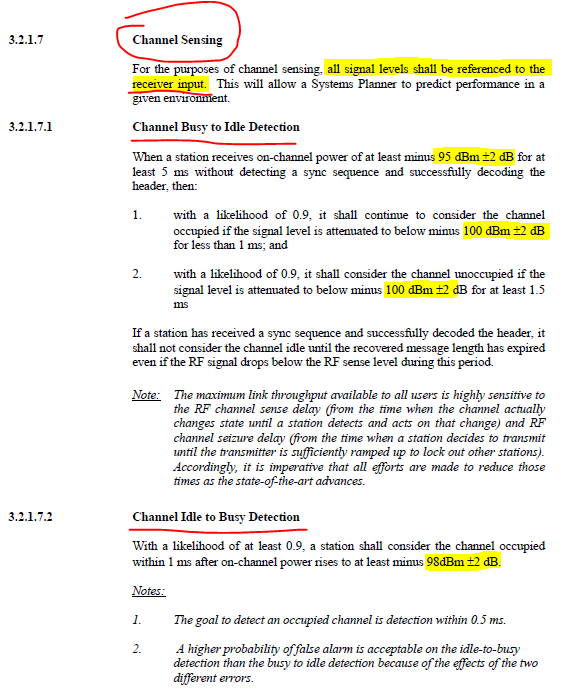 3.2.1.7 Channel Sensing
For the purposes of channel sensing, all signal levels shall be referenced to the
receiver input. This will allow a Systems Planner to predict performance in a
given environment.
3.2.1.7.1 Channel Busy to Idle Detection
When a station receives on-channel power of at least minus 95 dBm ±2 dB for at
least 5 ms without detecting a sync sequence and successfully decoding the
header, then:
1. with a likelihood of 0.9, it shall continue to consider the channel
occupied if the signal level is attenuated to below minus 100 dBm ±2 dB
for less than 1 ms; and
2. with a likelihood of 0.9, it shall consider the channel unoccupied if the
signal level is attenuated to below minus 100 dBm ±2 dB for at least 1.5
ms
If a station has received a sync sequence and successfully decoded the header, it
shall not consider the channel idle until the recovered message length has expired
even if the RF signal drops below the RF sense level during this period.
Note: The maximum link throughput available to all users is highly sensitive to
the RF channel sense delay (from the time when the channel actually
changes state until a station detects and acts on that change) and RF
channel seizure delay (from the time when a station decides to transmit
until the transmitter is sufficiently ramped up to lock out other stations).
Accordingly, it is imperative that all efforts are made to reduce those
times as the state-of-the-art advances.
3.2.1.7.2 Channel Idle to Busy Detection
With a likelihood of at least 0.9, a station shall consider the channel occupied
within 1 ms after on-channel power rises to at least minus 98dBm ±2 dB.
Notes:
1. The goal to detect an occupied channel is detection within 0.5 ms.
2. A higher probability of false alarm is acceptable on the idle-to-busy
detection than the busy to idle detection because of the effects of the two
different errors.